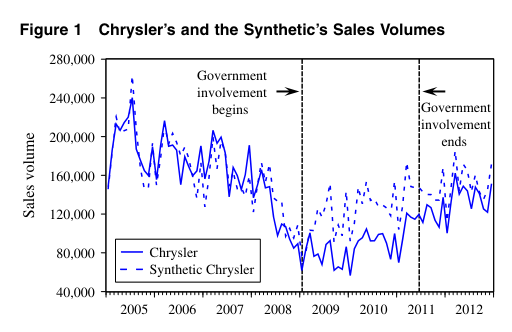 Figure 1 Chrysler's and the Synthetic's Sales Volumes
280,000
240,000
200,000
160,000
120,000
80,000
40,000
Sales volume
Government
involvement
begins
Government
involvement
ends
Chrysler
Synthetic Chrysler
2005 2006 2007 2008 2009 2010 2011 2012